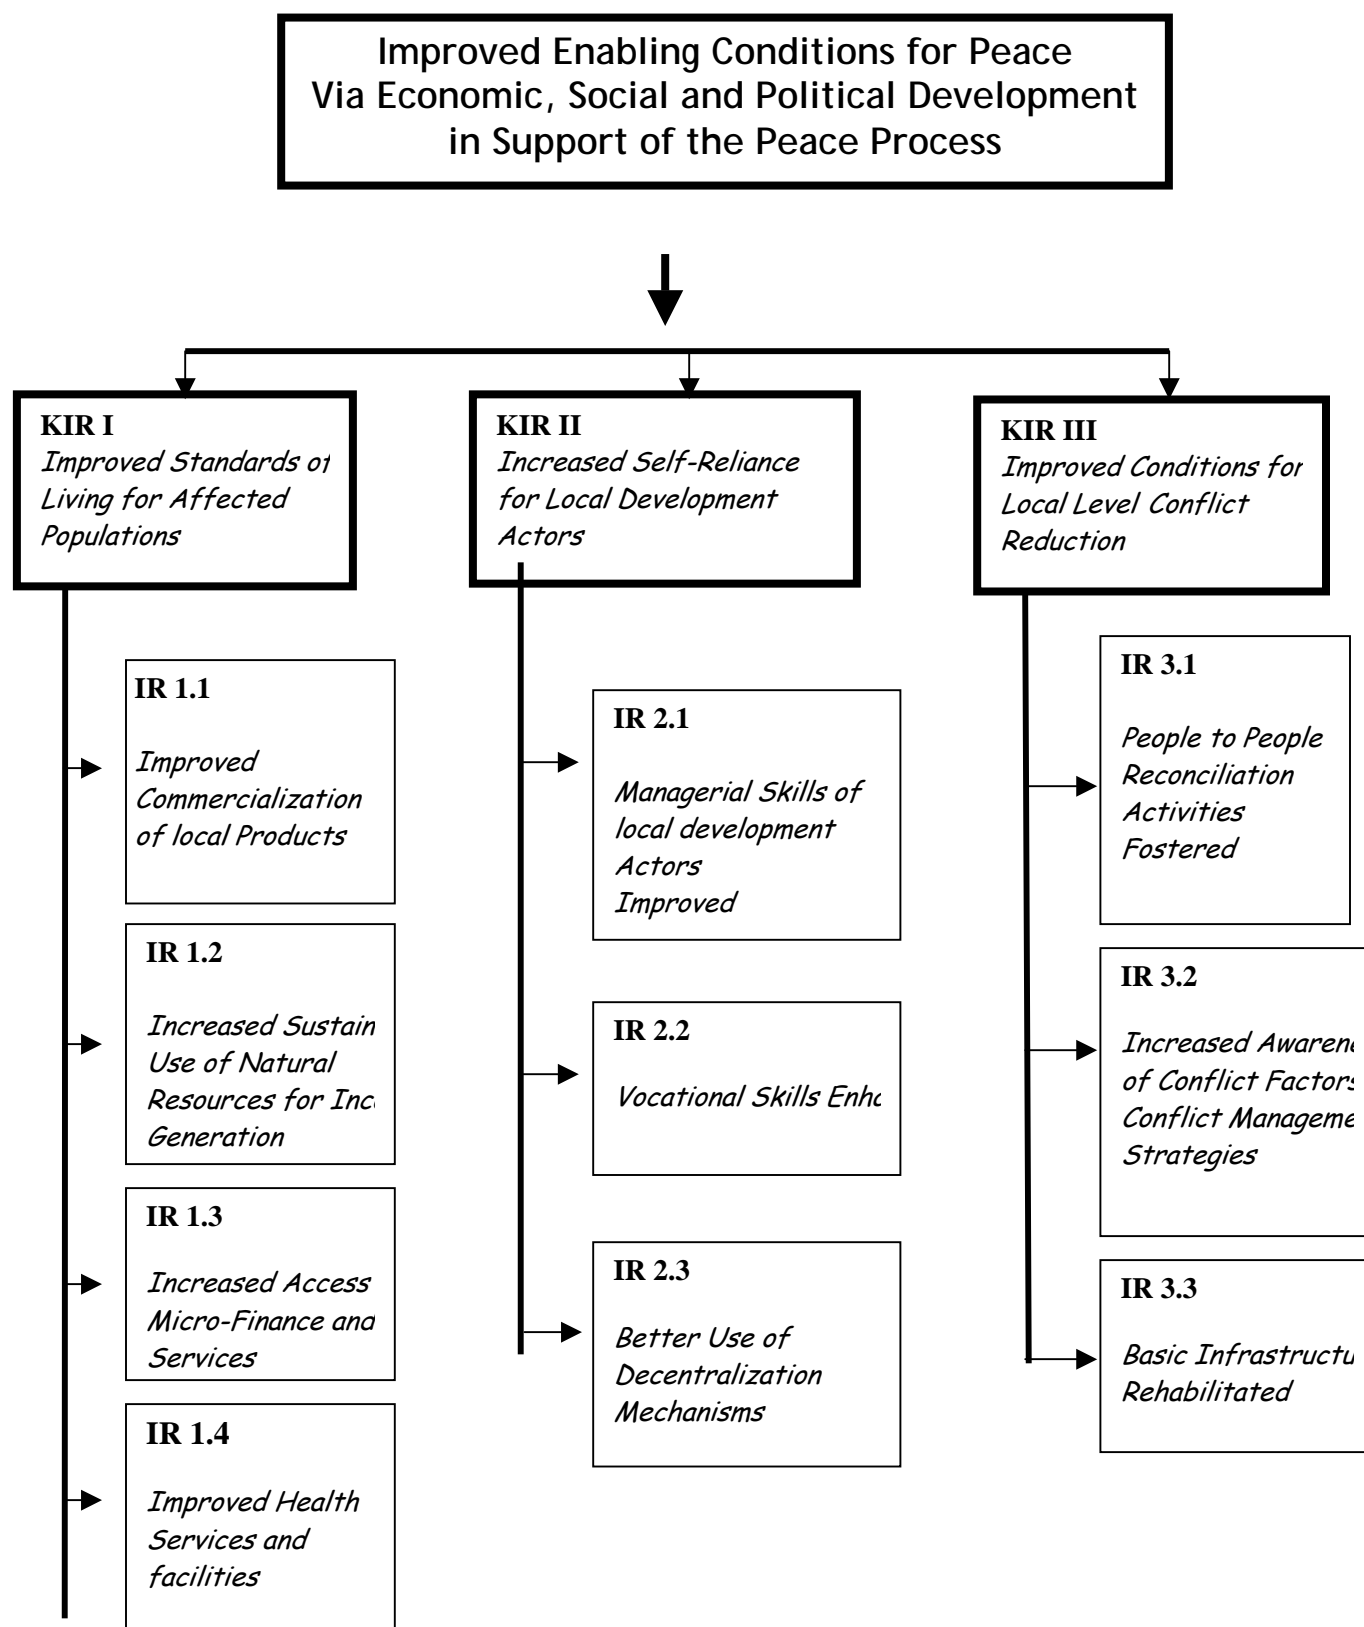 Improved Enabling Conditions for Peace
Via Economic, Social and Political Development
in Support of the Peace Process
KIR I
Improved Standards of
Living for Affected
Populations
IR 1.1
Improved
Commercialization
of local Products
IR 1.2
Increased Sustain
Use of Natural
Resources for Inc
Generation
IR 1.3
Increased Access
Micro-Finance and
Services
IR 1.4
Improved Health
Services and
facilities
KIR II
Increased Self-Reliance
for Local Development
Actors
IR 2.1
Managerial Skills of
local development
Actors
Improved
IR 2.2
Vocational Skills Enh
IR 2.3
Better Use of
Decentralization
Mechanisms
KIR III
Improved Conditions for
Local Level Conflict
Reduction
IR 3.1
People to People
Reconciliation
Activities
Fostered
IR 3.2
Increased Awarene
of Conflict Factors
Conflict Manageme
Strategies
IR 3.3
Basic Infrastructu
Rehabilitated